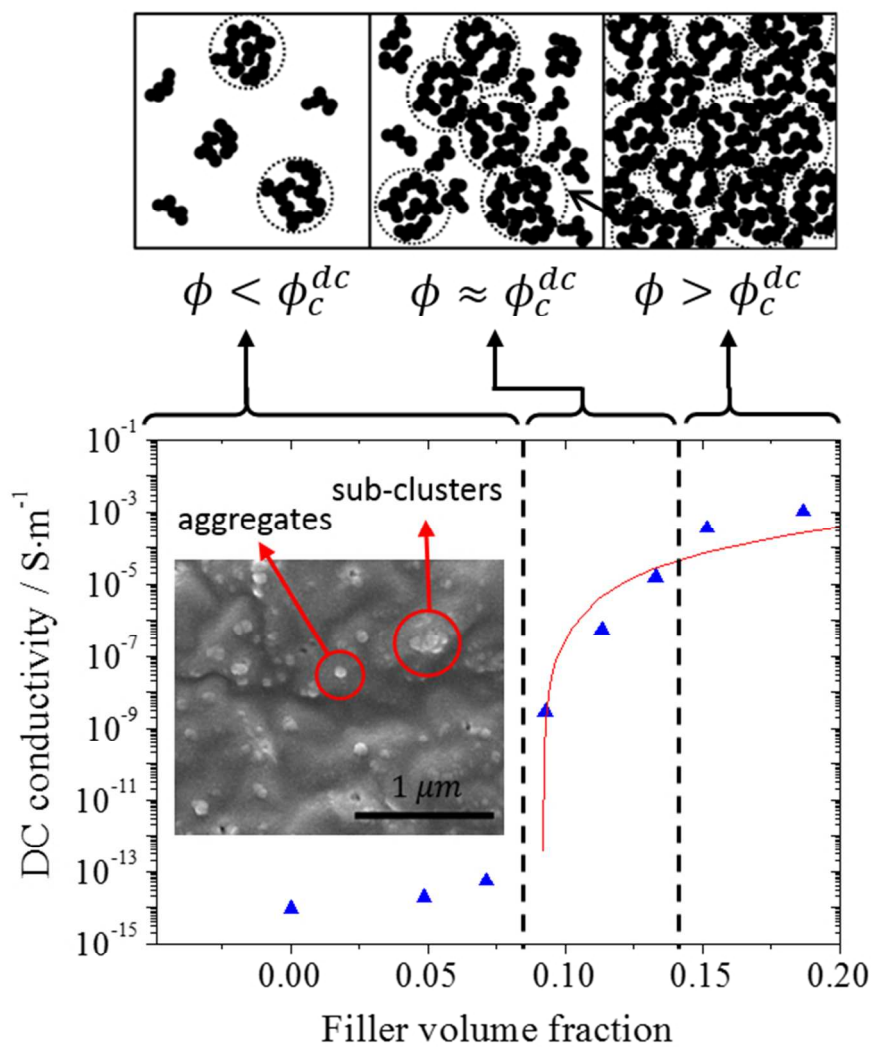 ϕ < ϕ_c^{dc} ϕ ≈ ϕ_c^{dc} ϕ > ϕ_c^{dc}
10^{-1}
10^{-3}
10^{-5}
10^{-7}
10^{-9}
10^{-11}
10^{-13}
10^{-15}
DC conductivity / S·m^{-1}
sub-clusters
aggregates
1 μm
0.00 0.05 0.10 0.15 0.20
Filler volume fraction